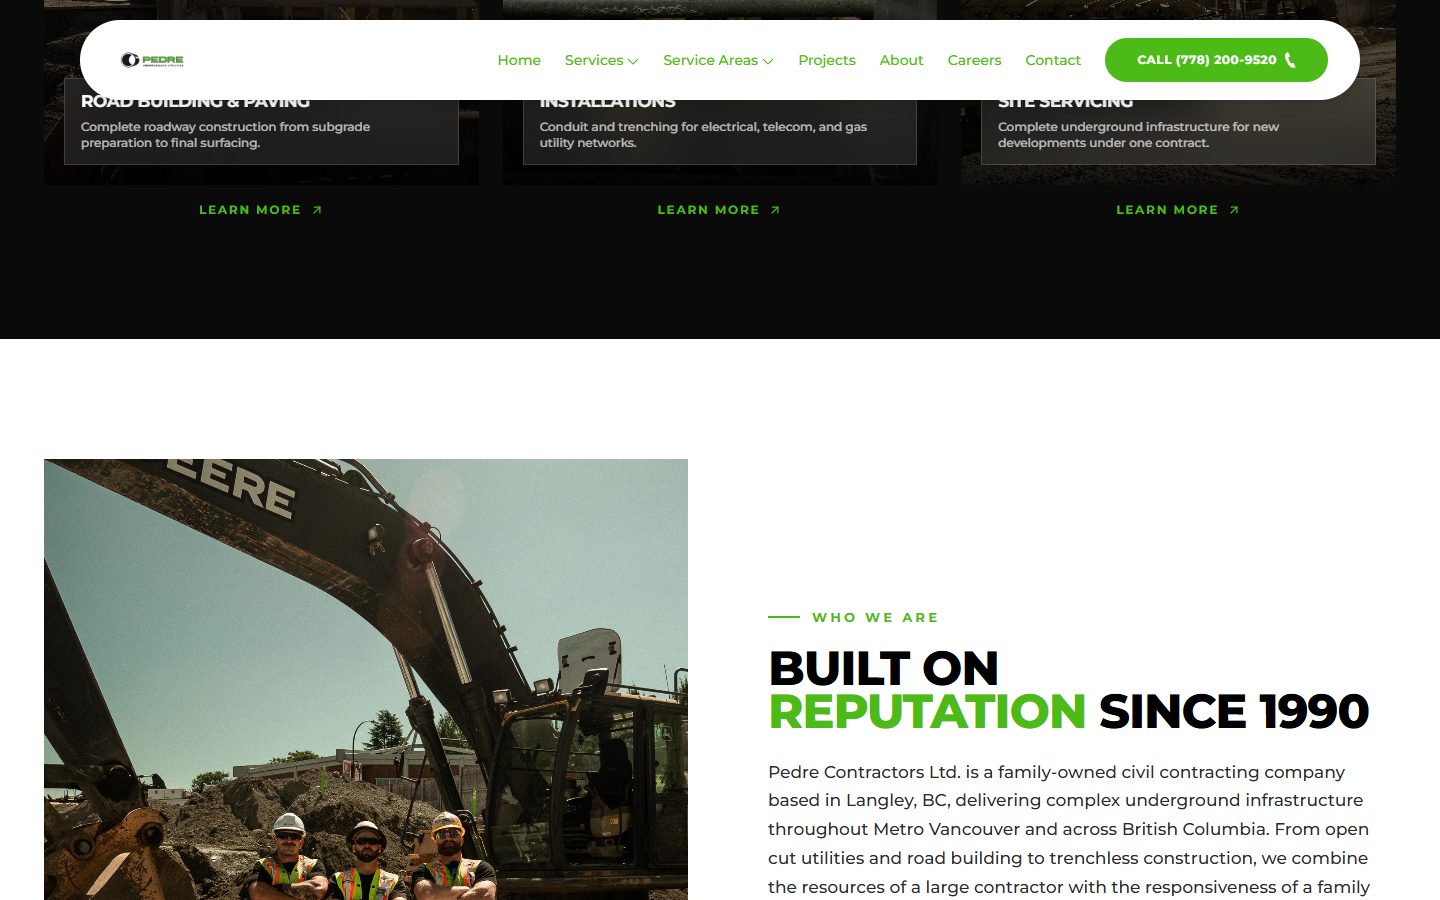 PEDRE
Home
Services
Service Areas
Projects
About
Careers
Contact
CALL (778) 200-9520
ROAD BUILDING & PAVING
Complete roadway construction from subgrade
preparation to final surfacing.
LEARN MORE
INSTALLATIONS
Conduit and trenching for electrical, telecom, and gas
utility networks.
LEARN MORE
SITE SERVICING
Complete underground infrastructure for new
developments under one contract.
LEARN MORE
EERE
WHO WE ARE
BUILT ON
REPUTATION SINCE 1990
Pedre Contractors Ltd. is a family-owned civil contracting company
based in Langley, BC, delivering complex underground infrastructure
throughout Metro Vancouver and across British Columbia. From open
cut utilities and road building to trenchless construction, we combine
the resources of a large contractor with the responsiveness of a family